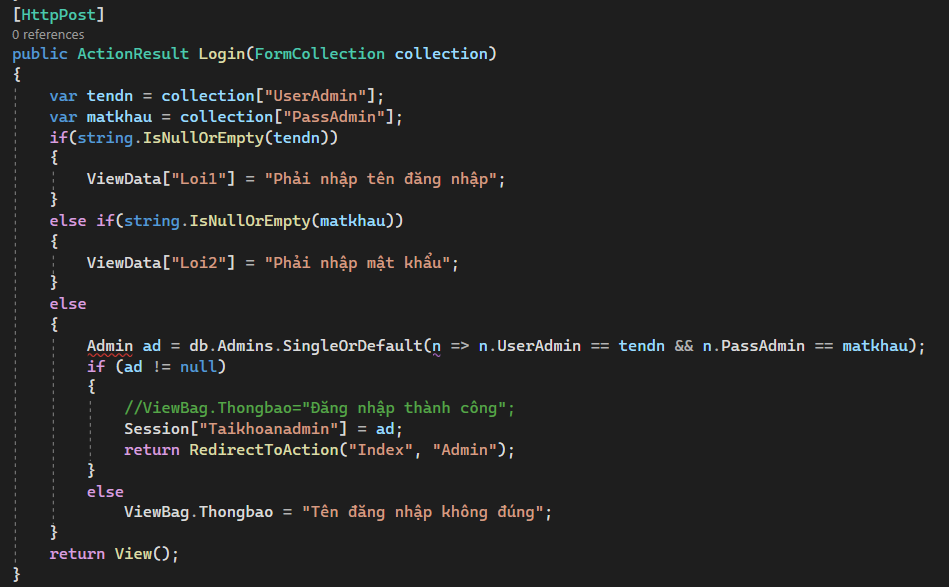 [HttpPost]
0 references
public ActionResult Login(FormCollection collection)
{
    var tendn = collection["UserAdmin"];
    var matkhau = collection["PassAdmin"];
    if(string.IsNullOrEmpty(tendn))
    {
        ViewData["Loi1"] = "Phải nhập tên đăng nhập";
    }
    else if(string.IsNullOrEmpty(matkhau))
    {
        ViewData["Loi2"] = "Phải nhập mật khẩu";
    }
    else
    {
        Admin ad = db.Admins.SingleOrDefault(n => n.UserAdmin == tendn && n.PassAdmin == matkhau);
        if (ad != null)
        {
            //ViewBag.Thongbao="Đăng nhập thành công";
            Session["Taikhoanadmin"] = ad;
            return RedirectToAction("Index", "Admin");
        }
        else
            ViewBag.Thongbao = "Tên đăng nhập không đúng";
    }
    return View();
}